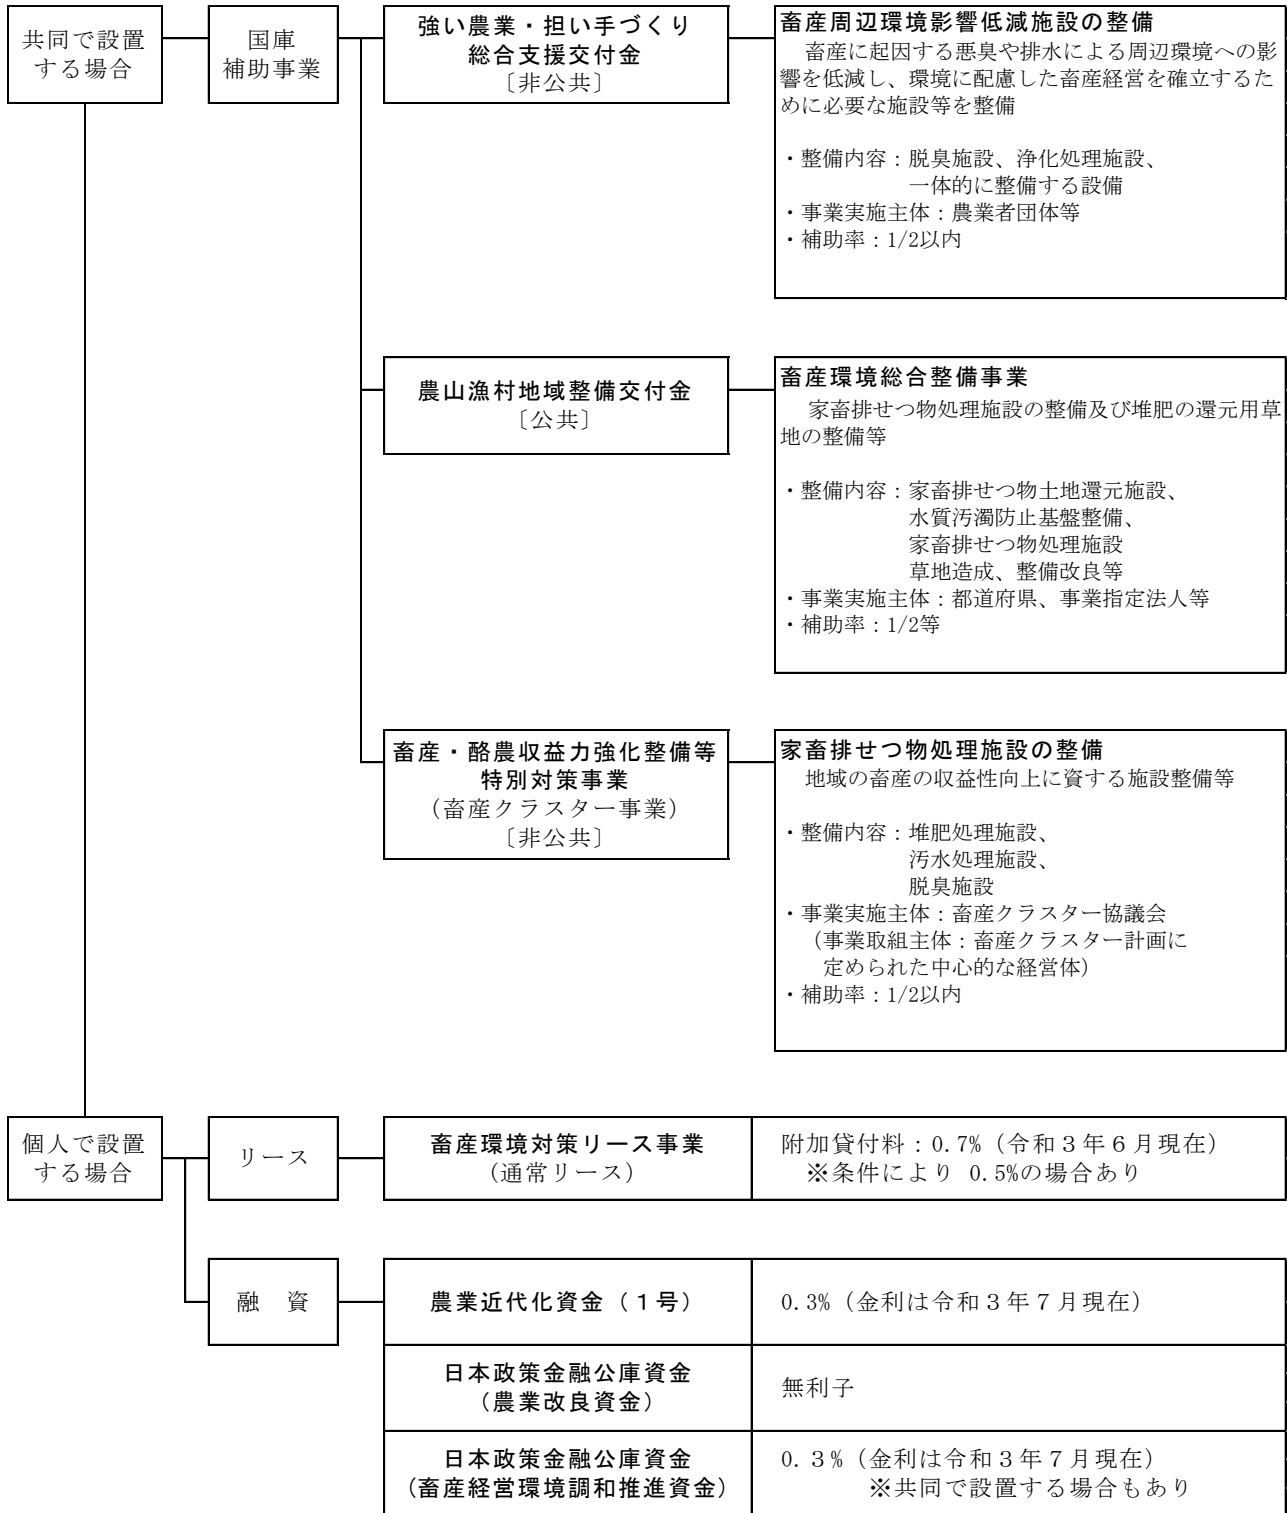 共同で設置
する場合
国庫
補助事業
強い農業・担い手づくり
総合支援交付金
〔非公共〕
畜産周辺環境影響低減施設の整備
畜産に起因する悪臭や排水による周辺環境への影
響を低減し、環境に配慮した畜産経営を確立するた
めに必要な施設等を整備
・整備内容：脱臭施設、浄化処理施設、
一体的に整備する設備
・事業実施主体：農業者団体等
・補助率：1/2以内
農山漁村地域整備交付金
〔公共〕
畜産環境総合整備事業
家畜排せつ物処理施設の整備及び堆肥の還元用草
地の整備等
・整備内容：家畜排せつ物土地還元施設、
水質汚濁防止基盤整備、
家畜排せつ物処理施設
草地造成、整備改良等
・事業実施主体：都道府県、事業指定法人等
・補助率：1/2等
畜産・酪農収益力強化整備等
特別対策事業
（畜産クラスター事業）
〔非公共〕
家畜排せつ物処理施設の整備
地域の畜産の収益性向上に資する施設整備等
・整備内容：堆肥処理施設、
汚水処理施設、
脱臭施設
・事業実施主体：畜産クラスター協議会
（事業取組主体：畜産クラスター計画に
定められた中心的な経営体）
・補助率：1/2以内
個人で設置
する場合
リース
畜産環境対策リース事業
（通常リース）
附加貸付料：0.7%（令和３年６月現在）
※条件により 0.5%の場合あり
融　資
農業近代化資金（１号）
0.3%（金利は令和３年７月現在）
日本政策金融公庫資金
（農業改良資金）
無利子
日本政策金融公庫資金
（畜産経営環境調和推進資金）
0.３%（金利は令和３年７月現在）
※共同で設置する場合もあり